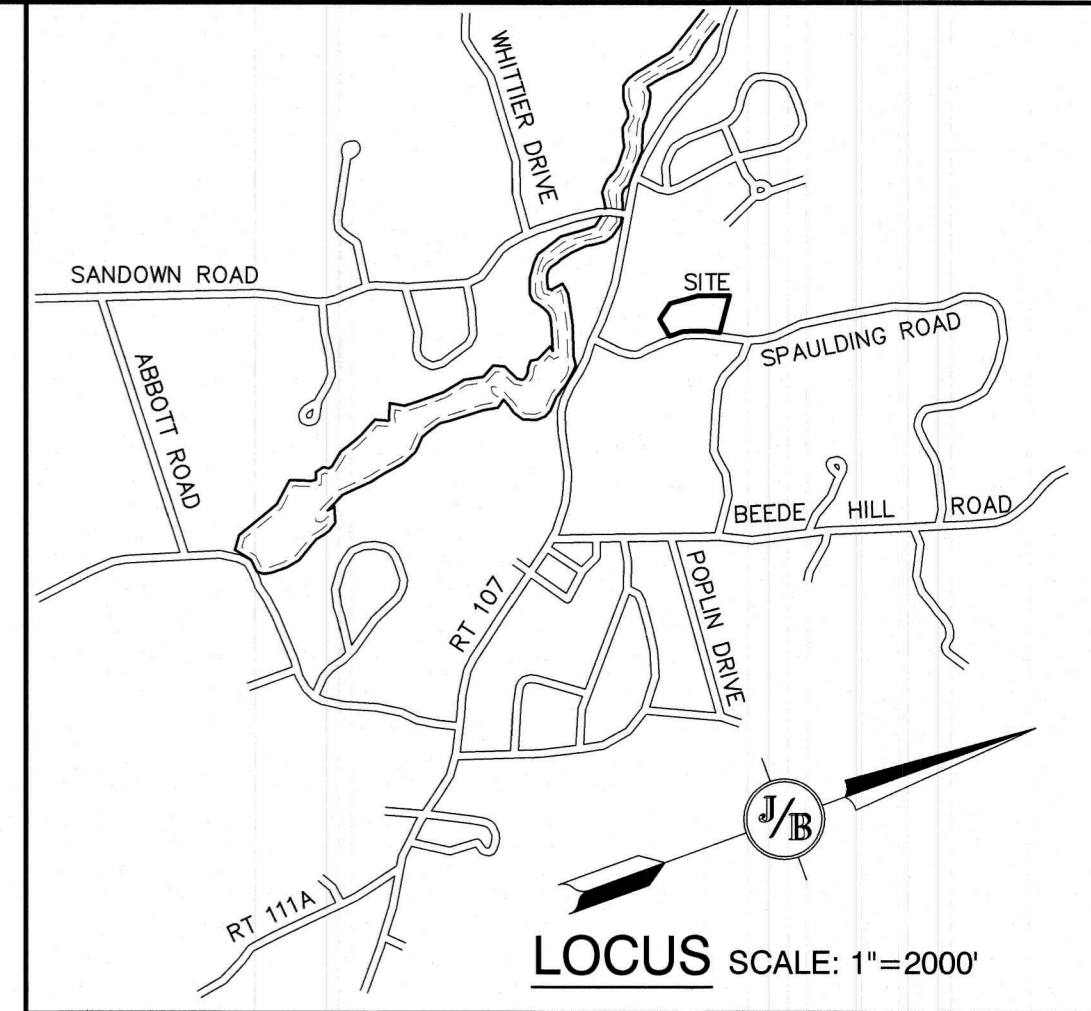 WHITTIER DRIVE
SANDOWN ROAD
SITE
SPAULDING ROAD
ABBOTT ROAD
BEEDE HILL ROAD
RT 107
POPLIN DRIVE
J/B
RT 111A
LOCUS SCALE: 1"=2000'